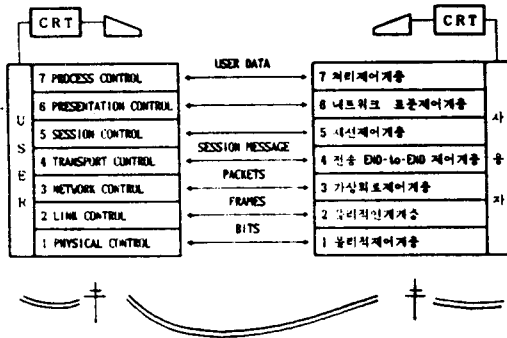 CRT
CRT
USER DATA
USER
7 PROCESS CONTROL
6 PRESENTATION CONTROL
5 SESSION CONTROL
SESSION MESSAGE
4 TRANSPORT CONTROL
PACKETS
3 NETWORK CONTROL
FRAMES
2 LINK CONTROL
BITS
1 PHYSICAL CONTROL
7 처리제어계층
6 네트워크 표준제어계층
5 세션제어계층
4 전송 END-to-END 제어계층
3 가상회로제어계층
2
1 물리적제어계층
사용자